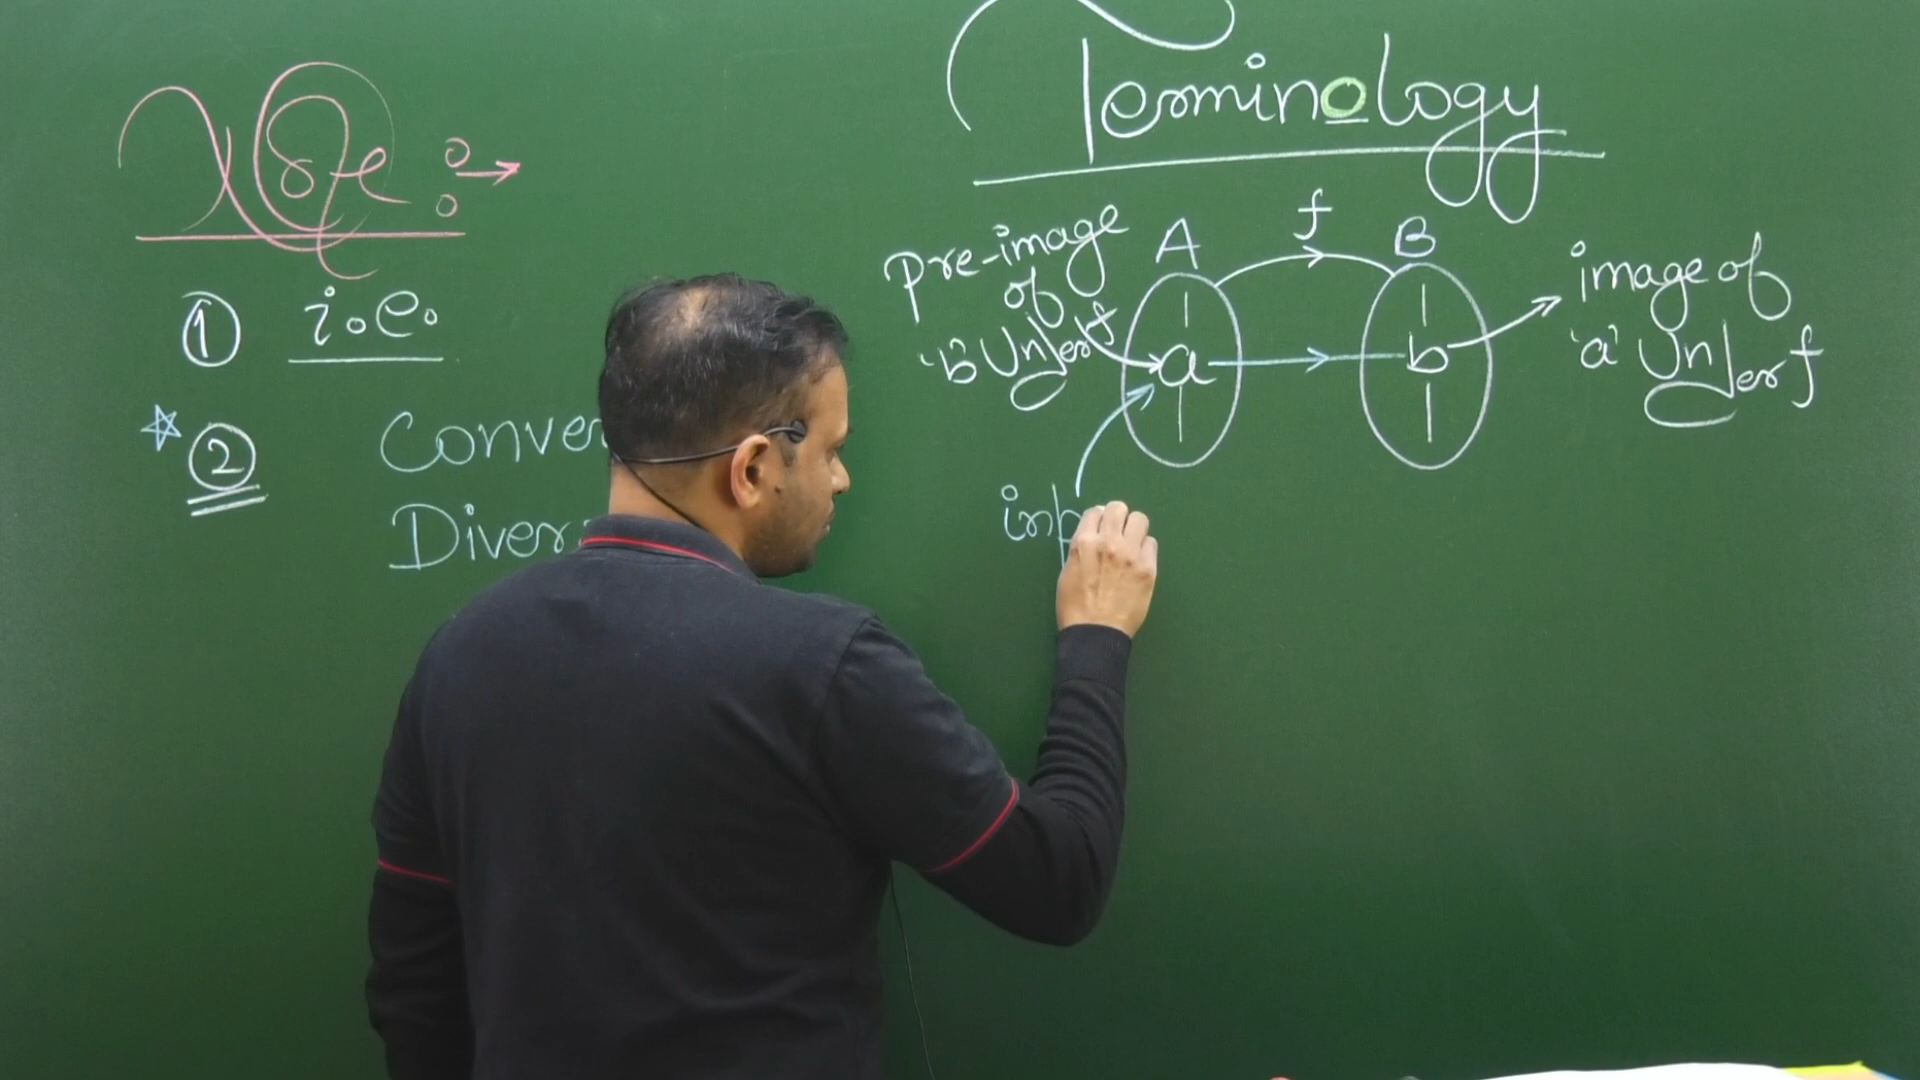 Note :→
① i.e.
② Conver
Diver
Terminology
A f B
pre-image
of
'b' Under f
a b
image of
'a' Under f
inp